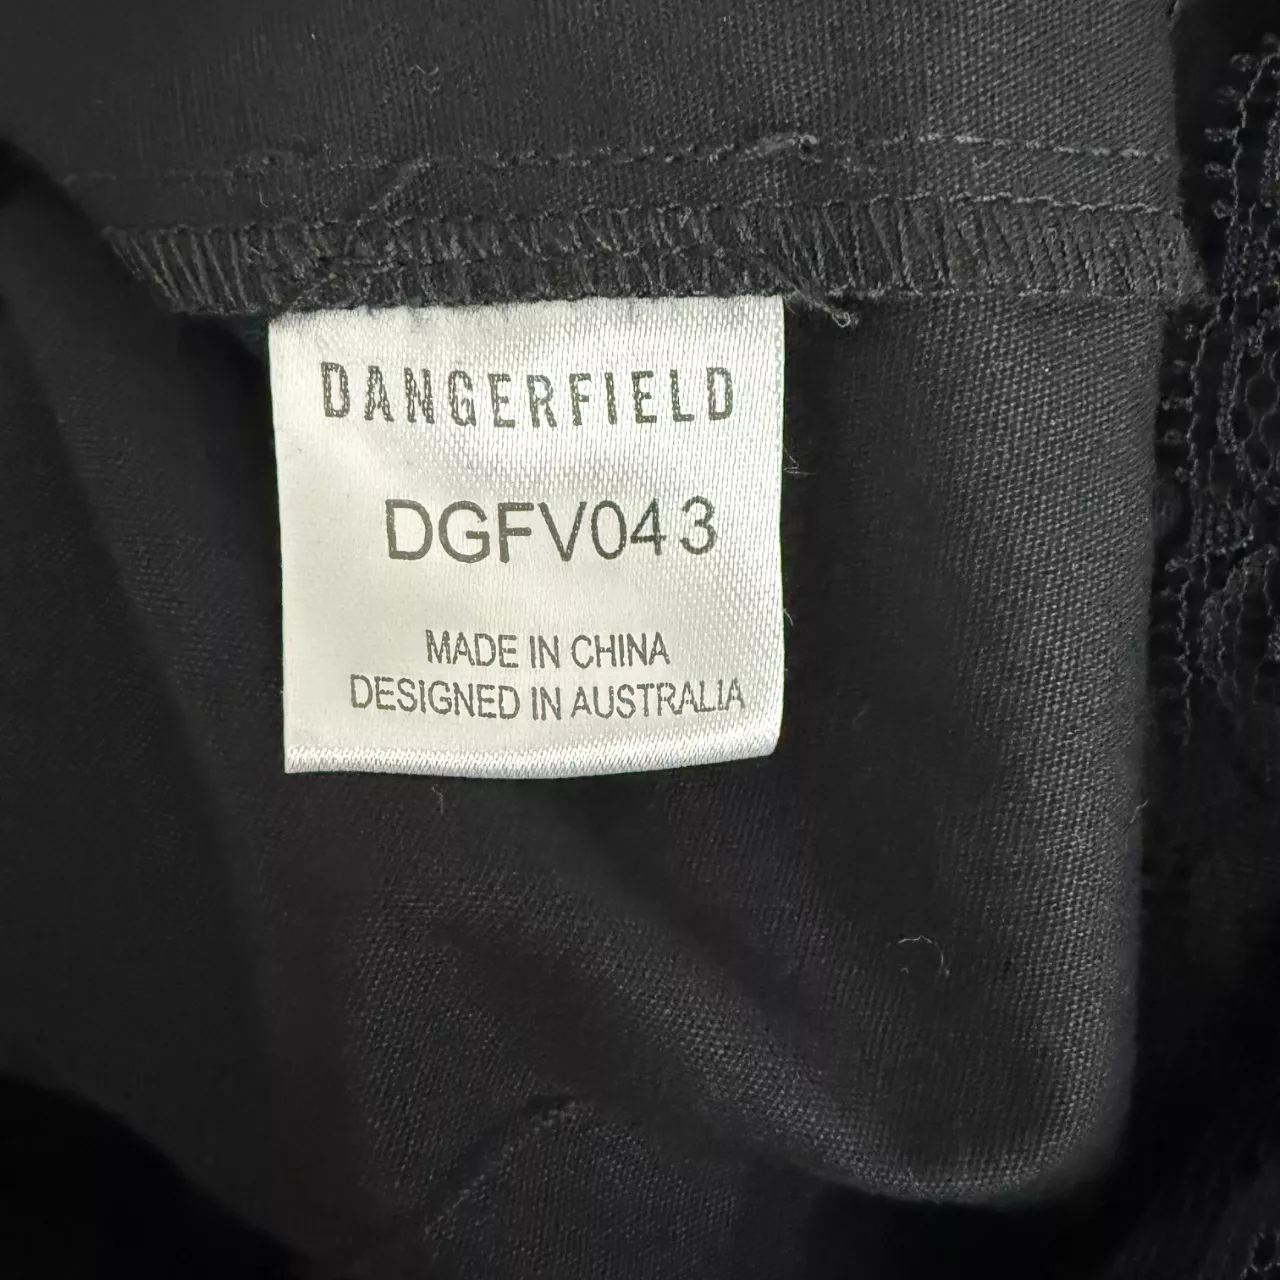 DANGERFIELD
DGFV043
MADE IN CHINA
DESIGNED IN AUSTRALIA